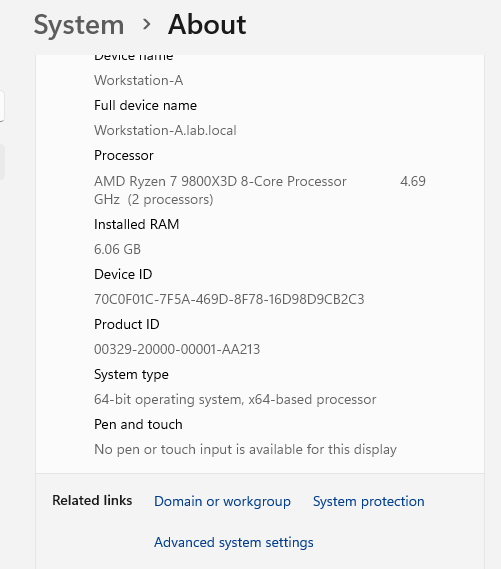 System > About
Device name
Workstation-A
Full device name
Workstation-A.lab.local
Processor
AMD Ryzen 7 9800X3D 8-Core Processor 4.69
GHz (2 processors)
Installed RAM
6.06 GB
Device ID
70C0F01C-7F5A-469D-8F78-16D98D9CB2C3
Product ID
00329-20000-00001-AA213
System type
64-bit operating system, x64-based processor
Pen and touch
No pen or touch input is available for this display
Related links Domain or workgroup System protection
Advanced system settings